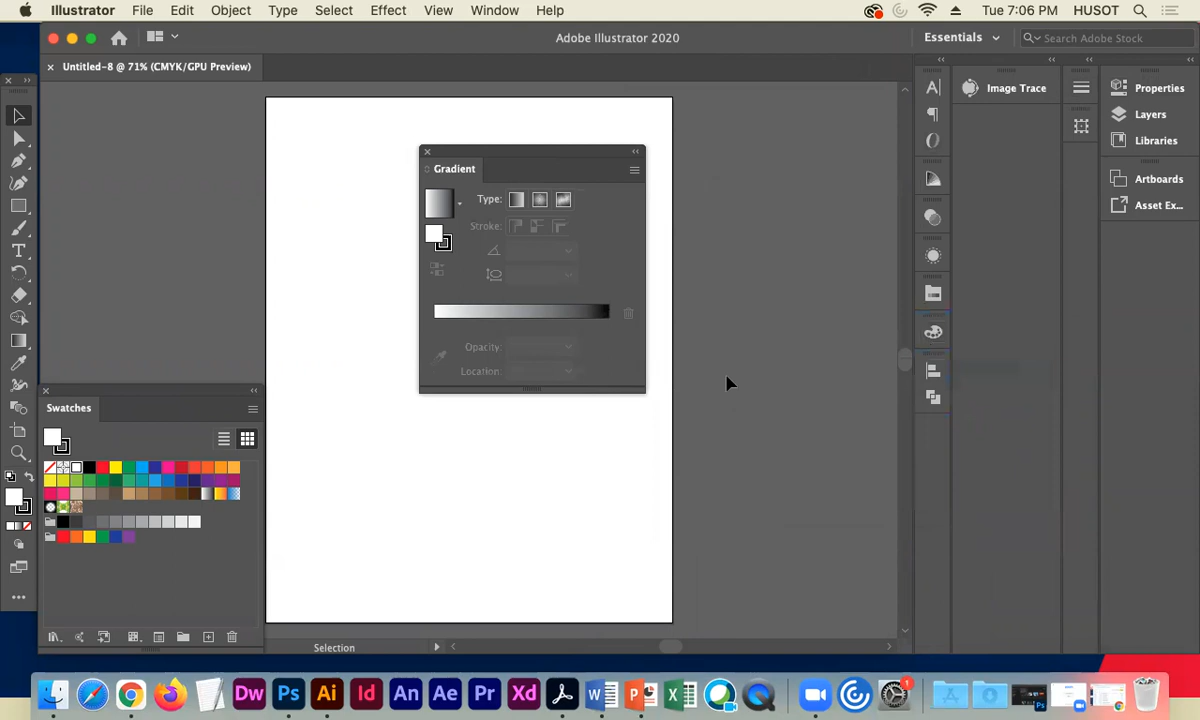 Illustrator File Edit Object Type Select Effect View Window Help Tue 7:06 PM HUSOT
Adobe Illustrator 2020 Essentials Search Adobe Stock
Untitled-8 @ 71% (CMYK/GPU Preview)
Image Trace
Properties
Layers
Libraries
Artboards
Asset Ex...
Gradient
Type:
Stroke:
Opacity:
Location:
Swatches
Selection
Dw Ps Ai Id An Ae Pr Xd W P X 1